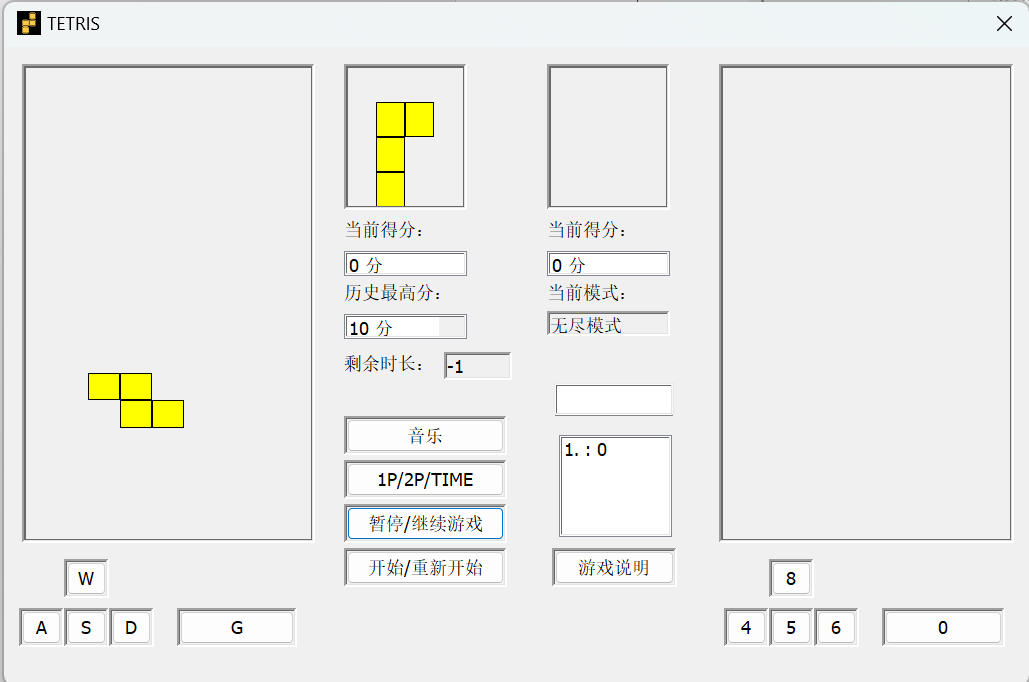 TETRIS
当前得分：
当前得分：
0 分
0 分
历史最高分：
当前模式：
10 分
无尽模式
剩余时长：
-1
音乐
1. : 0
1P/2P/TIME
暂停/继续游戏
开始/重新开始
游戏说明
W
8
A
S
D
G
4
5
6
0